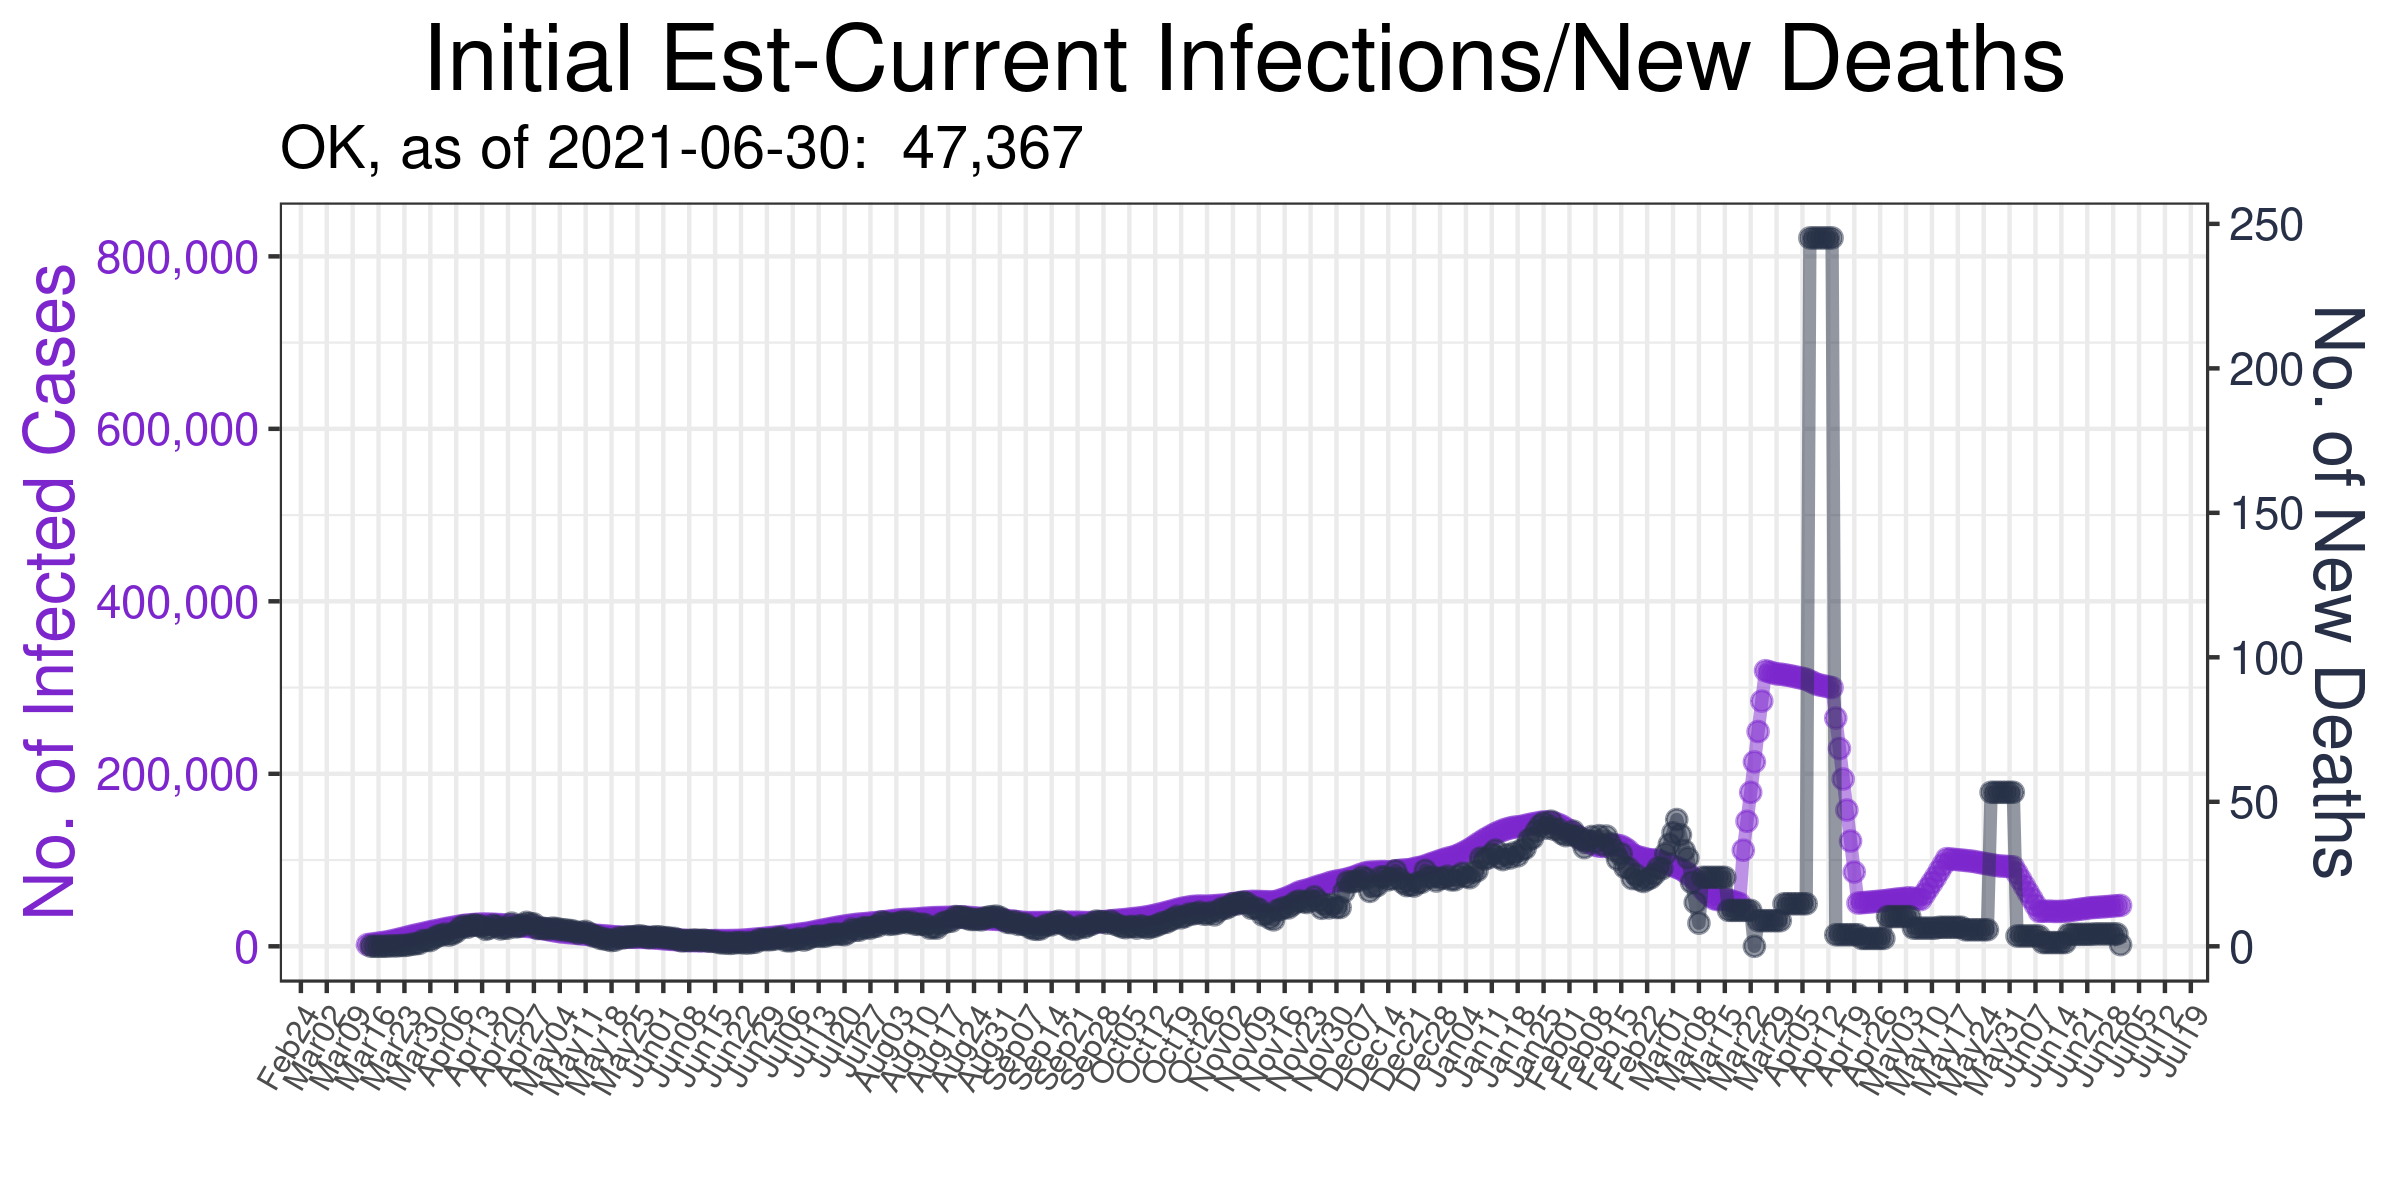 Initial Est-Current Infections/New Deaths
OK, as of 2021-06-30:  47,367
No. of Infected Cases
800,000
600,000
400,000
200,000
0
250
200
150
100
50
0
No. of New Deaths
Feb24
Mar02
Mar09
Mar16
Mar23
Mar30
Apr06
Apr13
Apr20
Apr27
May04
May11
May18
May25
Jun01
Jun08
Jun15
Jun22
Jun29
Jul06
Jul13
Jul20
Jul27
Aug03
Aug10
Aug17
Aug24
Aug31
Sep07
Sep14
Sep21
Sep28
Oct05
Oct12
Oct19
Oct26
Nov02
Nov09
Nov16
Nov23
Nov30
Dec07
Dec14
Dec21
Dec28
Jan04
Jan11
Jan18
Jan25
Feb01
Feb08
Feb15
Feb22
Mar01
Mar08
Mar15
Mar22
Mar29
Apr05
Apr12
Apr19
Apr26
May03
May10
May17
May24
May31
Jun07
Jun14
Jun21
Jun28
Jul05
Jul12
Jul19